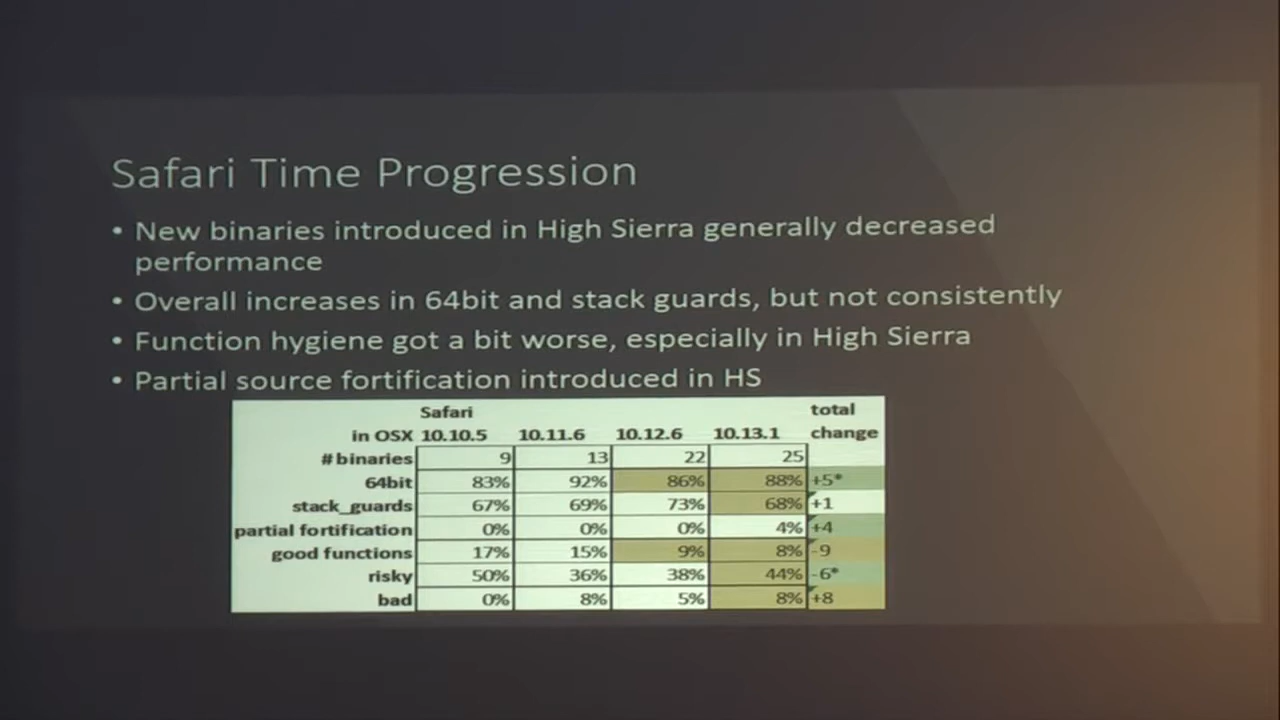 Safari Time Progression
• New binaries introduced in High Sierra generally decreased
performance
• Overall increases in 64bit and stack guards, but not consistently
• Function hygiene got a bit worse, especially in High Sierra
• Partial source fortification introduced in HS
Safari total
in OSX 10.10.5 10.11.6 10.12.6 10.13.1 change
# binaries 9 13 22 25
64bit 83% 92% 86% 88% +5*
stack_guards 67% 69% 73% 68% +1
partial fortification 0% 0% 0% 4% +4
good functions 17% 15% 9% 8% -9
risky 50% 36% 38% 44% -6*
bad 0% 8% 5% 8% +8